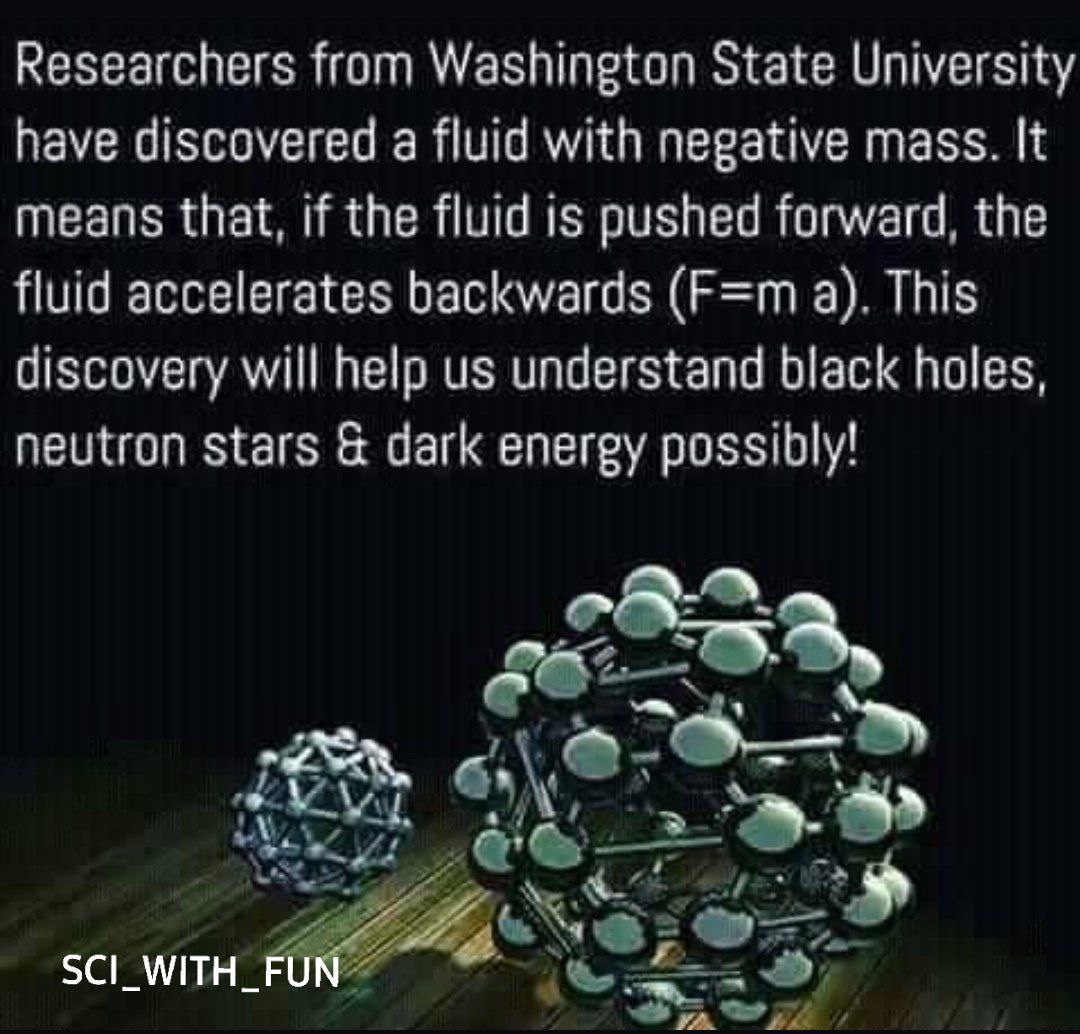 Researchers from Washington State University
have discovered a fluid with negative mass. It
means that, if the fluid is pushed forward, the
fluid accelerates backwards (F=m a). This
discovery will help us understand black holes,
neutron stars & dark energy possibly!
SCI_WITH_FUN